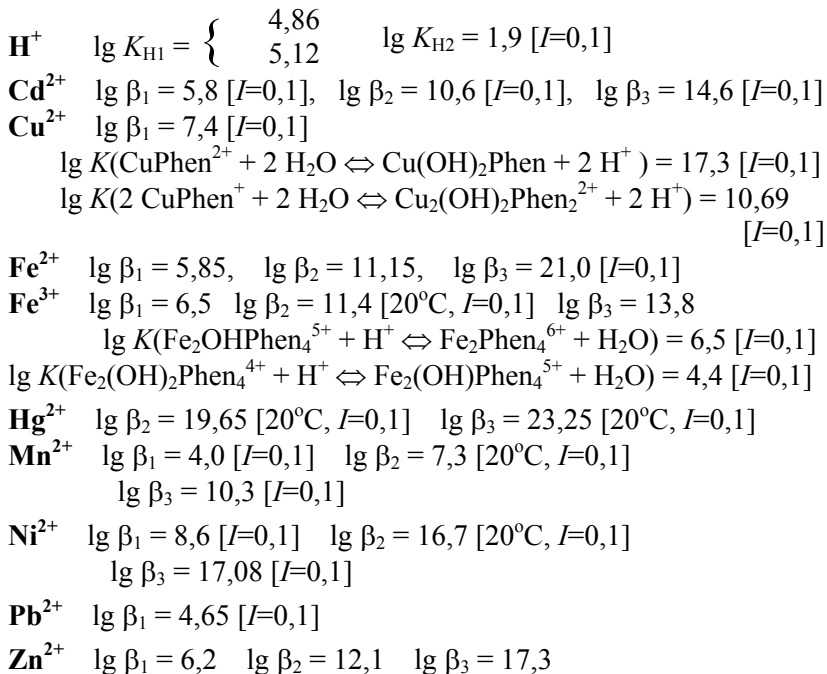 H⁺ lg K_H1 = { 4,86
5,12 lg K_H2 = 1,9 [I=0,1]
Cd²⁺ lg β₁ = 5,8 [I=0,1], lg β₂ = 10,6 [I=0,1], lg β₃ = 14,6 [I=0,1]
Cu²⁺ lg β₁ = 7,4 [I=0,1]
lg K(CuPhen²⁺ + 2 H₂O ⇔ Cu(OH)₂Phen + 2 H⁺ ) = 17,3 [I=0,1]
lg K(2 CuPhen⁺ + 2 H₂O ⇔ Cu₂(OH)₂Phen₂²⁺ + 2 H⁺) = 10,69
[I=0,1]
Fe²⁺ lg β₁ = 5,85, lg β₂ = 11,15, lg β₃ = 21,0 [I=0,1]
Fe³⁺ lg β₁ = 6,5 lg β₂ = 11,4 [20°C, I=0,1] lg β₃ = 13,8
lg K(Fe₂OHPhen₄⁵⁺ + H⁺ ⇔ Fe₂Phen₄⁶⁺ + H₂O) = 6,5 [I=0,1]
lg K(Fe₂(OH)₂Phen₄⁴⁺ + H⁺ ⇔ Fe₂(OH)Phen₄⁵⁺ + H₂O) = 4,4 [I=0,1]
Hg²⁺ lg β₂ = 19,65 [20°C, I=0,1] lg β₃ = 23,25 [20°C, I=0,1]
Mn²⁺ lg β₁ = 4,0 [I=0,1] lg β₂ = 7,3 [20°C, I=0,1]
lg β₃ = 10,3 [I=0,1]
Ni²⁺ lg β₁ = 8,6 [I=0,1] lg β₂ = 16,7 [20°C, I=0,1]
lg β₃ = 17,08 [I=0,1]
Pb²⁺ lg β₁ = 4,65 [I=0,1]
Zn²⁺ lg β₁ = 6,2 lg β₂ = 12,1 lg β₃ = 17,3